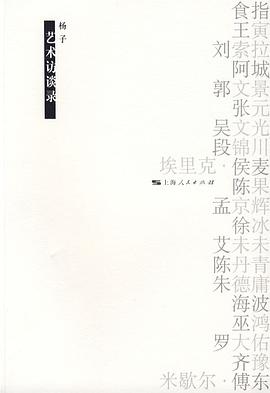 杨子
艺术访谈录
食指
王寅
刘索拉
阿城
郭文景
张元
吴文光
段锦川
埃里克·侯麦
陈果
孟京辉
徐冰
艾未未
陈丹青
朱德庸
海波
巫鸿
罗大佑
齐豫
米歇尔·傅东
上海人民出版社